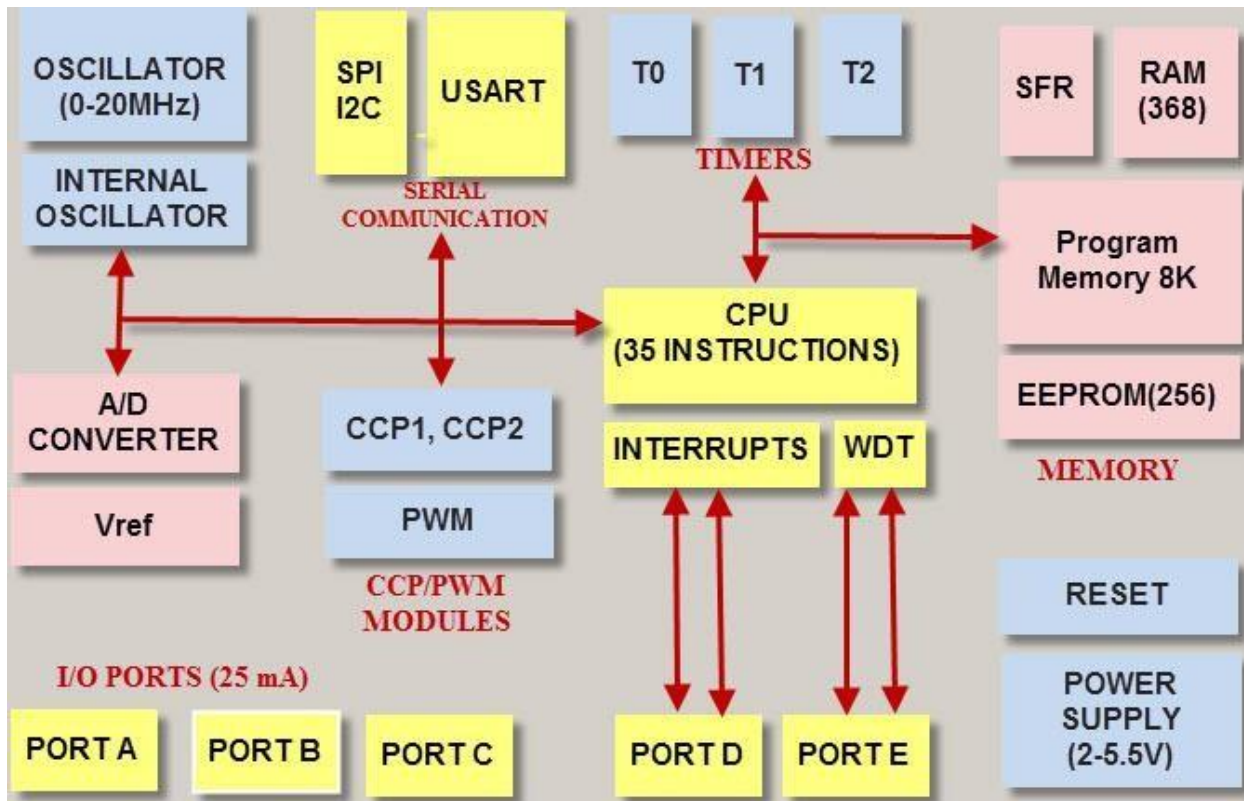 OSCILLATOR
(0-20MHz)
INTERNAL
OSCILLATOR
SPI
I2C
USART
SERIAL
COMMUNICATION
T0
T1
T2
TIMERS
SFR
RAM
(368)
Program
Memory 8K
EEPROM(256)
MEMORY
CPU
(35 INSTRUCTIONS)
INTERRUPTS
WDT
A/D
CONVERTER
Vref
CCP1, CCP2
PWM
CCP/PWM
MODULES
RESET
POWER
SUPPLY
(2-5.5V)
I/O PORTS (25 mA)
PORT A
PORT B
PORT C
PORT D
PORT E